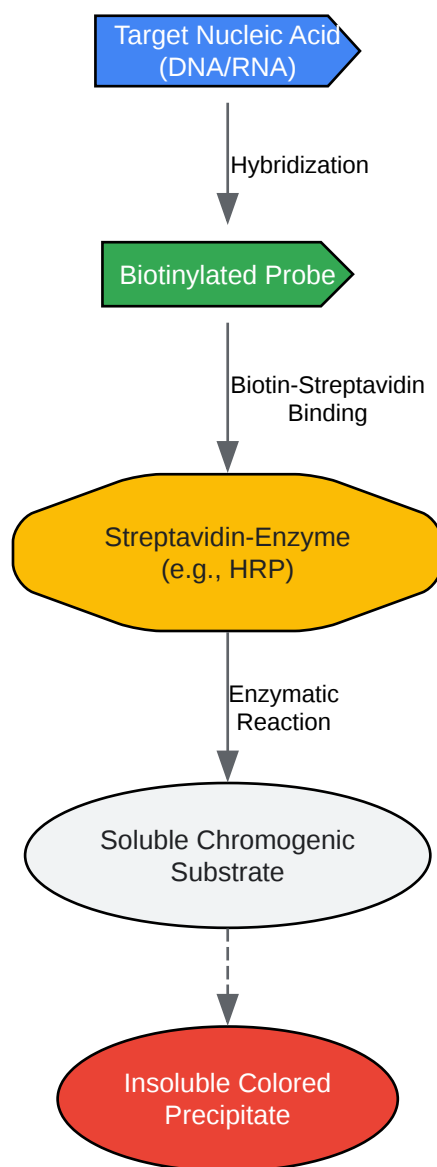 Target Nucleic Acid
(DNA/RNA)
Hybridization
Biotinylated Probe
Biotin-Streptavidin
Binding
Streptavidin-Enzyme
(e.g., HRP)
Enzymatic
Reaction
Soluble Chromogenic
Substrate
Insoluble Colored
Precipitate